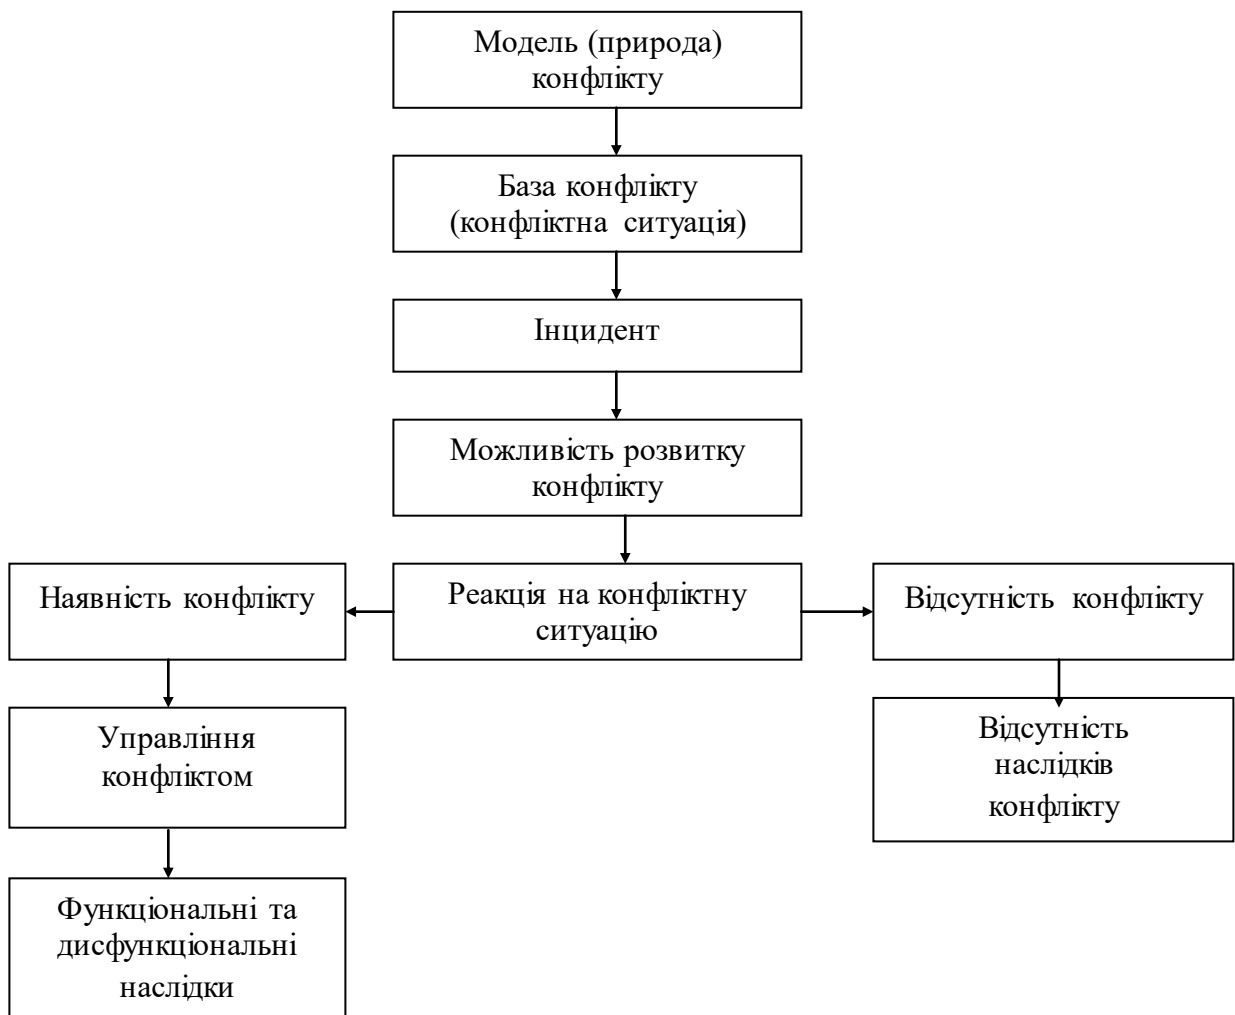 Модель (природа)
конфлікту
База конфлікту
(конфліктна ситуація)
Інцидент
Можливість розвитку
конфлікту
Наявність конфлікту
Реакція на конфліктну
ситуацію
Відсутність конфлікту
Управління
конфліктом
Відсутність
наслідків
конфлікту
Функціональні та
дисфункціональні
наслідки